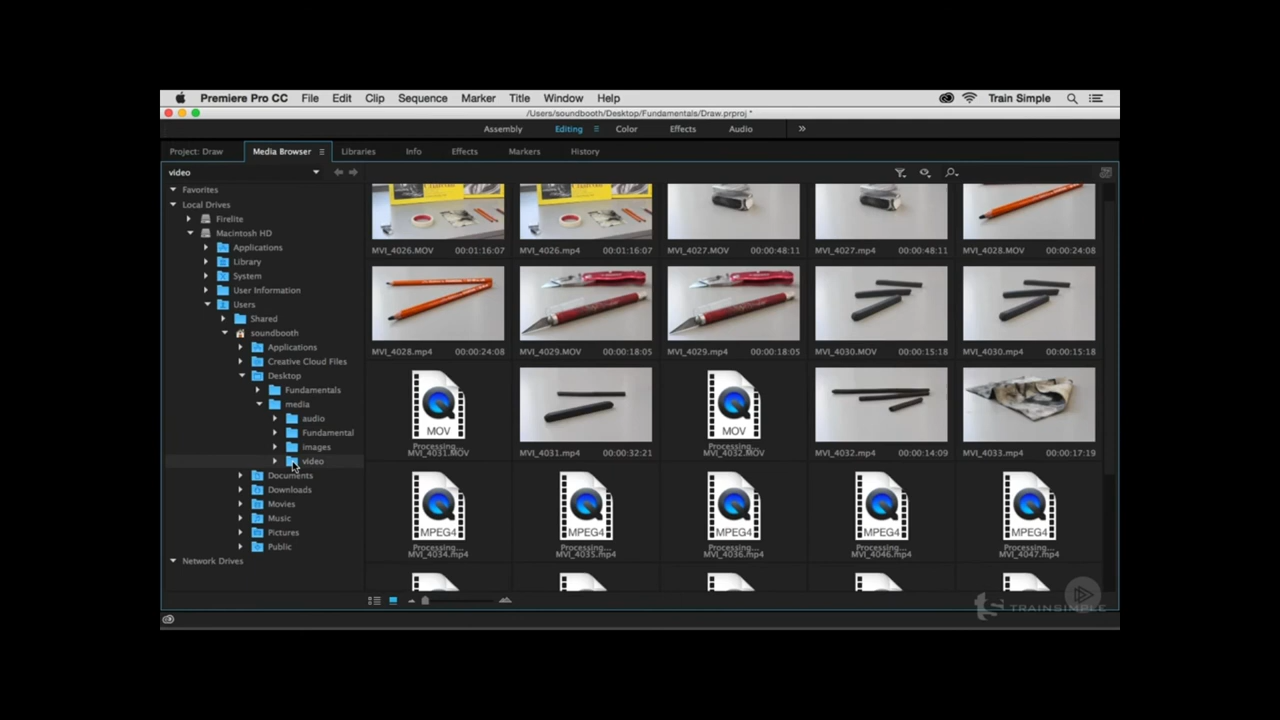 Premiere Pro CC File Edit Clip Sequence Marker Title Window Help Train Simple
/Users/soundbooth/Desktop/Fundamentals/Draw.prproj *
Assembly Editing Color Effects Audio
Project: Draw Media Browser Libraries Info Effects Markers History
video
Favorites
Local Drives
Firelite
Macintosh HD
Applications
Library
System
User Information
Users
Shared
soundbooth
Applications
Creative Cloud Files
Desktop
Fundamentals
media
audio
Fundamental
images
video
Documents
Downloads
Movies
Music
Pictures
Public
Network Drives
MVI_4026.MOV 00:01:16:07 MVI_4026.mp4 00:01:16:07 MVI_4027.MOV 00:00:48:11 MVI_4027.mp4 00:00:48:11 MVI_4028.MOV 00:00:24:08
MVI_4028.mp4 00:00:24:08 MVI_4029.MOV 00:00:18:05 MVI_4029.mp4 00:00:18:05 MVI_4030.MOV 00:00:15:18 MVI_4030.mp4 00:00:15:18
MOV MOV
Processing... Processing...
MVI_4031.MOV MVI_4031.mp4 00:00:32:21 MVI_4032.MOV MVI_4032.mp4 00:00:14:09 MVI_4033.mp4 00:00:17:19
MPEG4 MPEG4 MPEG4 MPEG4 MPEG4
Processing... Processing... Processing... Processing... Processing...
MVI_4034.mp4 MVI_4035.mp4 MVI_4036.mp4 MVI_4046.mp4 MVI_4047.mp4
ts TRAINSIMPLE